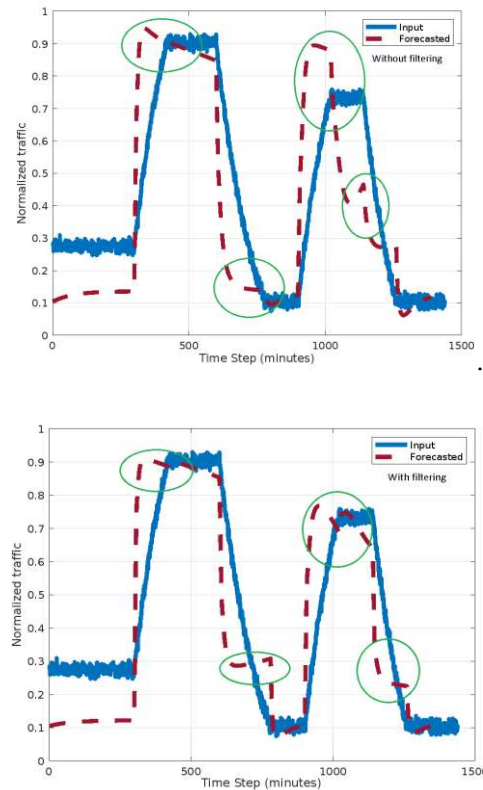 1
0.9
0.8
0.7
0.6
0.5
0.4
0.3
0.2
0.1
0
Normalized traffic
Input
Forecasted
Without filtering
0 500 1000 1500
Time Step (minutes)
.
1
0.9
0.8
0.7
0.6
0.5
0.4
0.3
0.2
0.1
0
Normalized traffic
Input
Forecasted
With filtering
0 500 1000 1500
Time Step (minutes)